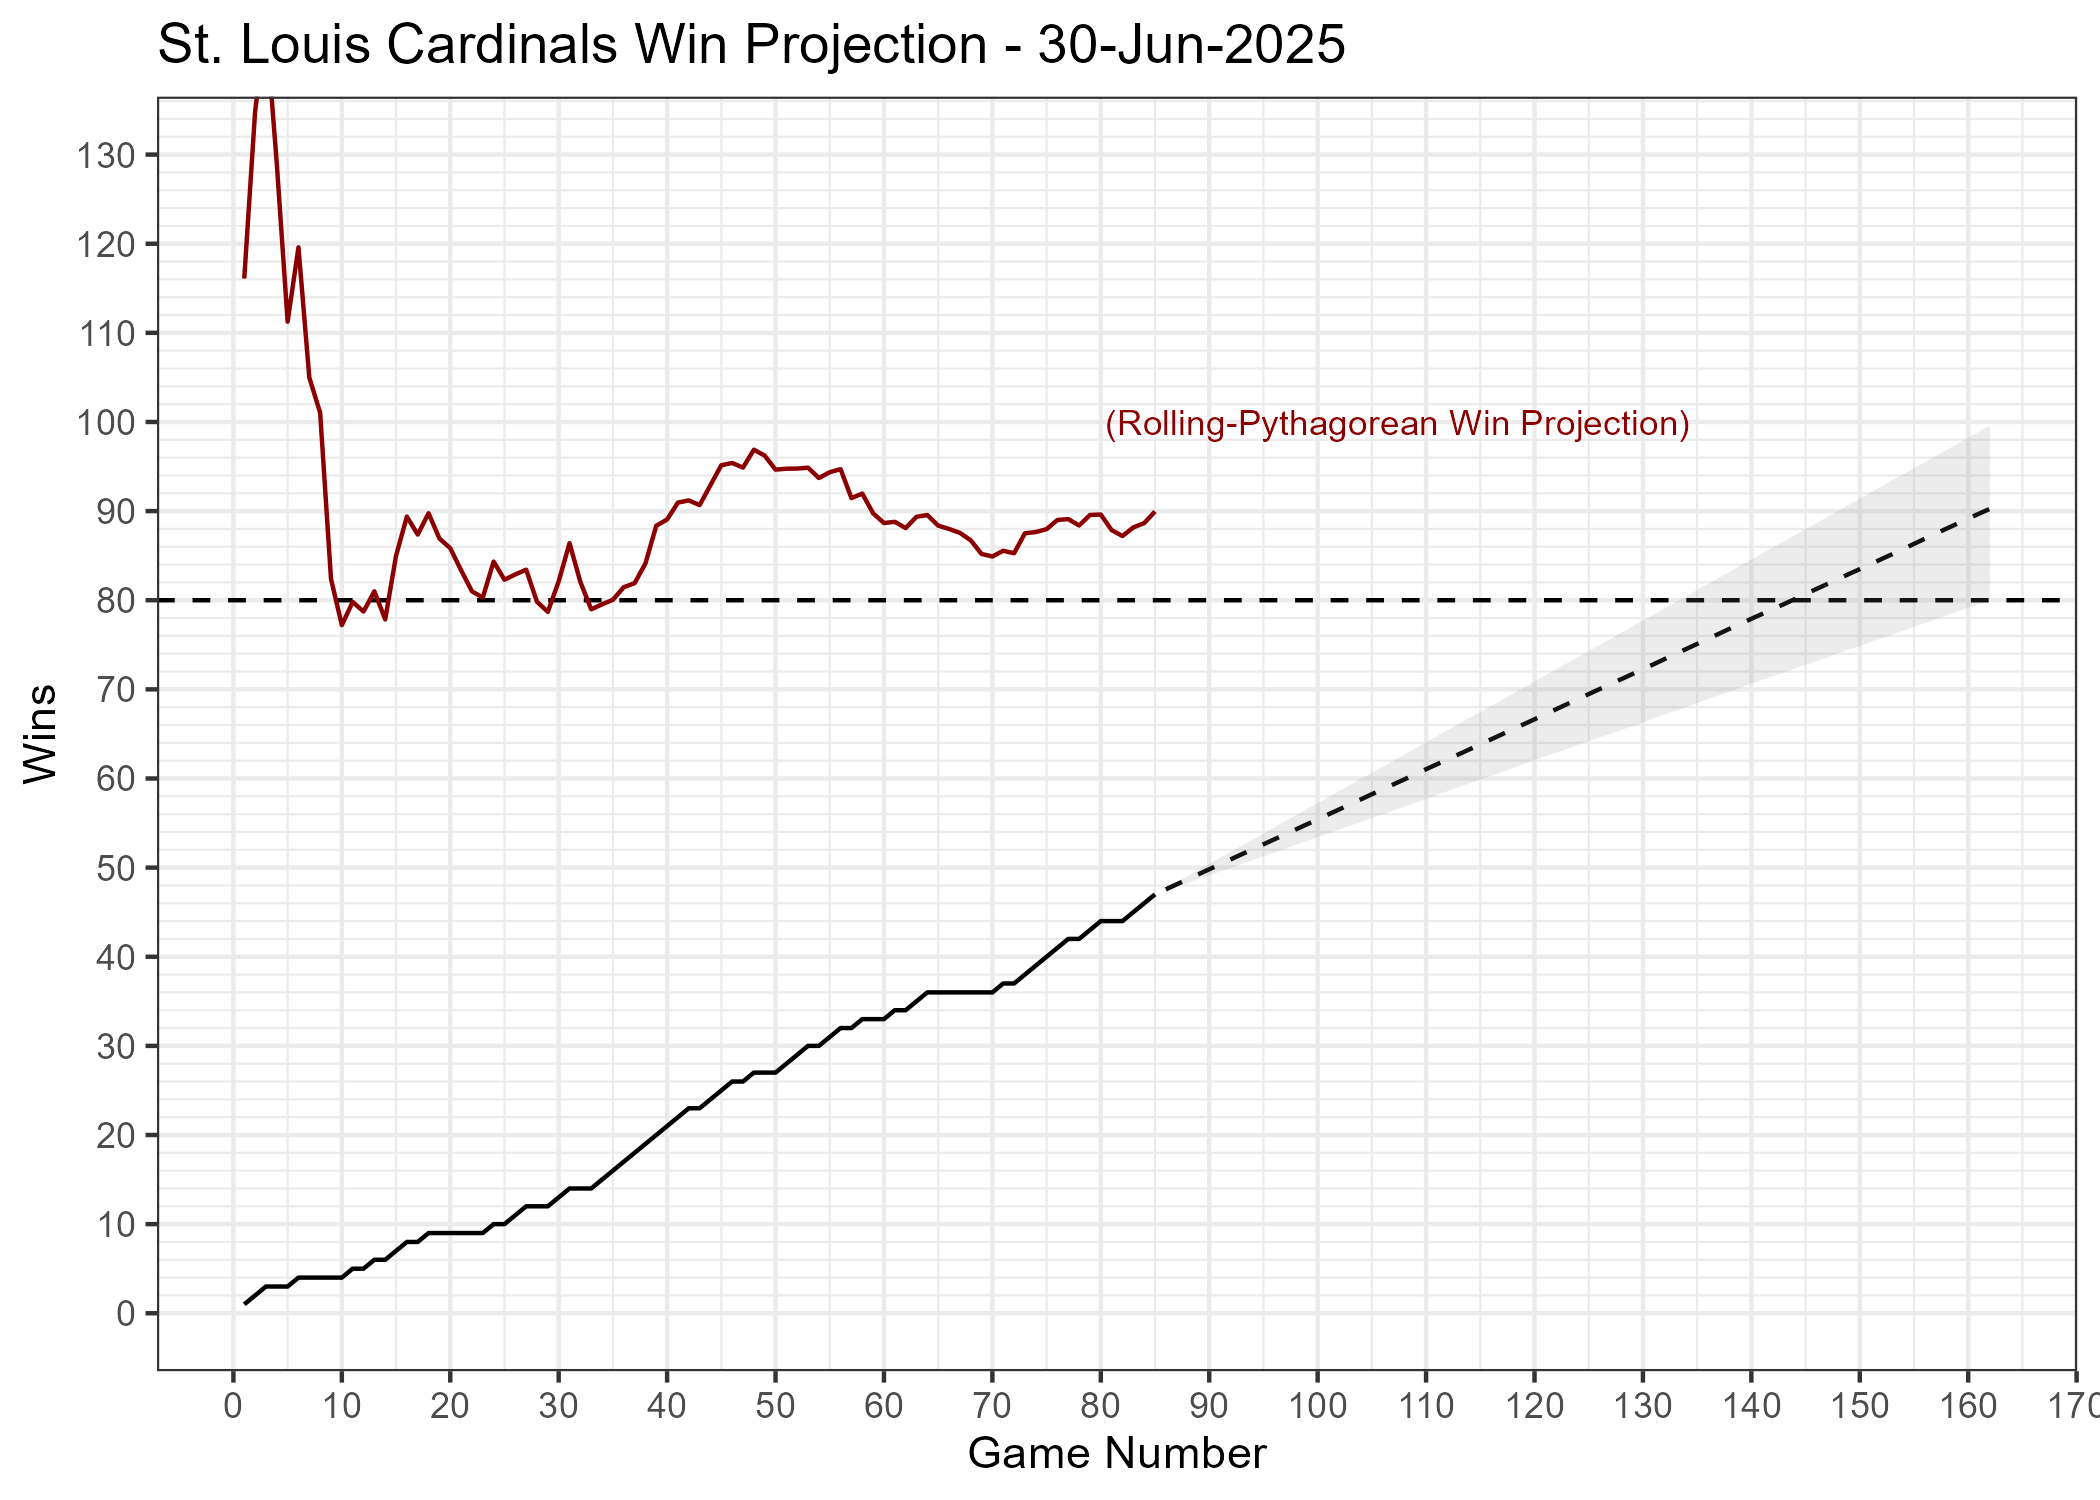 St. Louis Cardinals Win Projection - 30-Jun-2025
130
120
110
100
90
80
70
60
50
40
30
20
10
0
Wins
(Rolling-Pythagorean Win Projection)
0 10 20 30 40 50 60 70 80 90 100 110 120 130 140 150 160 170
Game Number